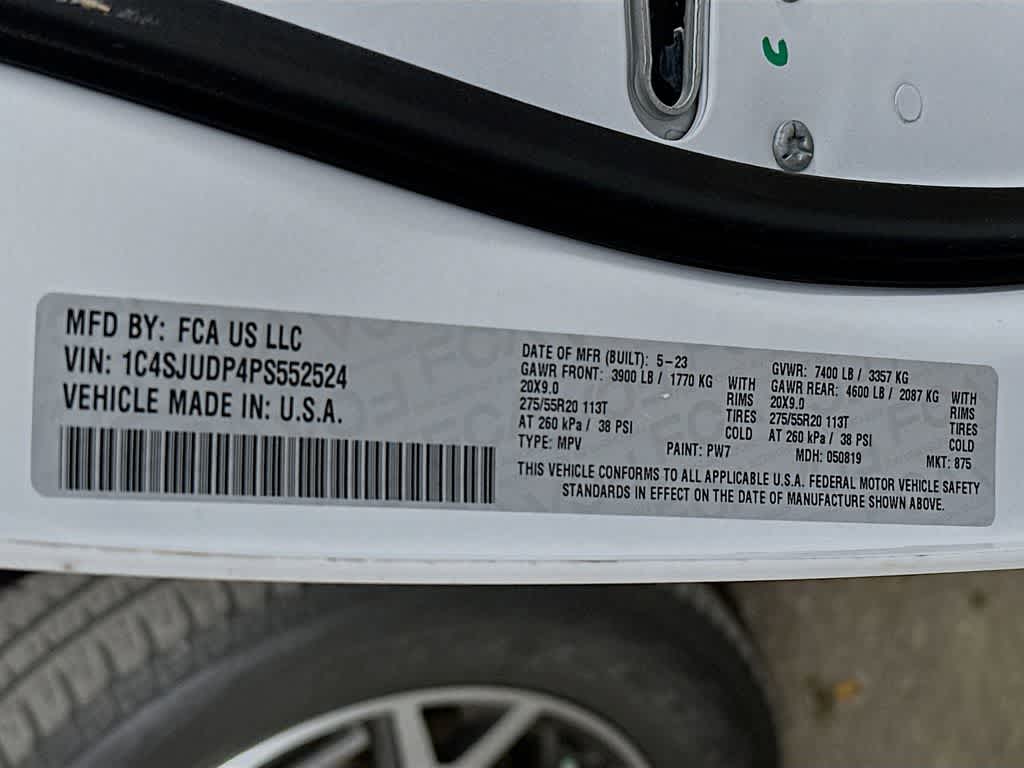 MFD BY: FCA US LLC
VIN: 1C4SJUDP4PS552524
VEHICLE MADE IN: U.S.A.
DATE OF MFR (BUILT): 5-23
GAWR FRONT: 3900 LB / 1770 KG WITH
20X9.0 RIMS
275/55R20 113T TIRES
AT 260 kPa / 38 PSI COLD
TYPE: MPV PAINT: PW7
GVWR: 7400 LB / 3357 KG
GAWR REAR: 4600 LB / 2087 KG WITH
20X9.0 RIMS
275/55R20 113T TIRES
AT 260 kPa / 38 PSI COLD
MDH: 050819 MKT: 875
THIS VEHICLE CONFORMS TO ALL APPLICABLE U.S.A. FEDERAL MOTOR VEHICLE SAFETY
STANDARDS IN EFFECT ON THE DATE OF MANUFACTURE SHOWN ABOVE.